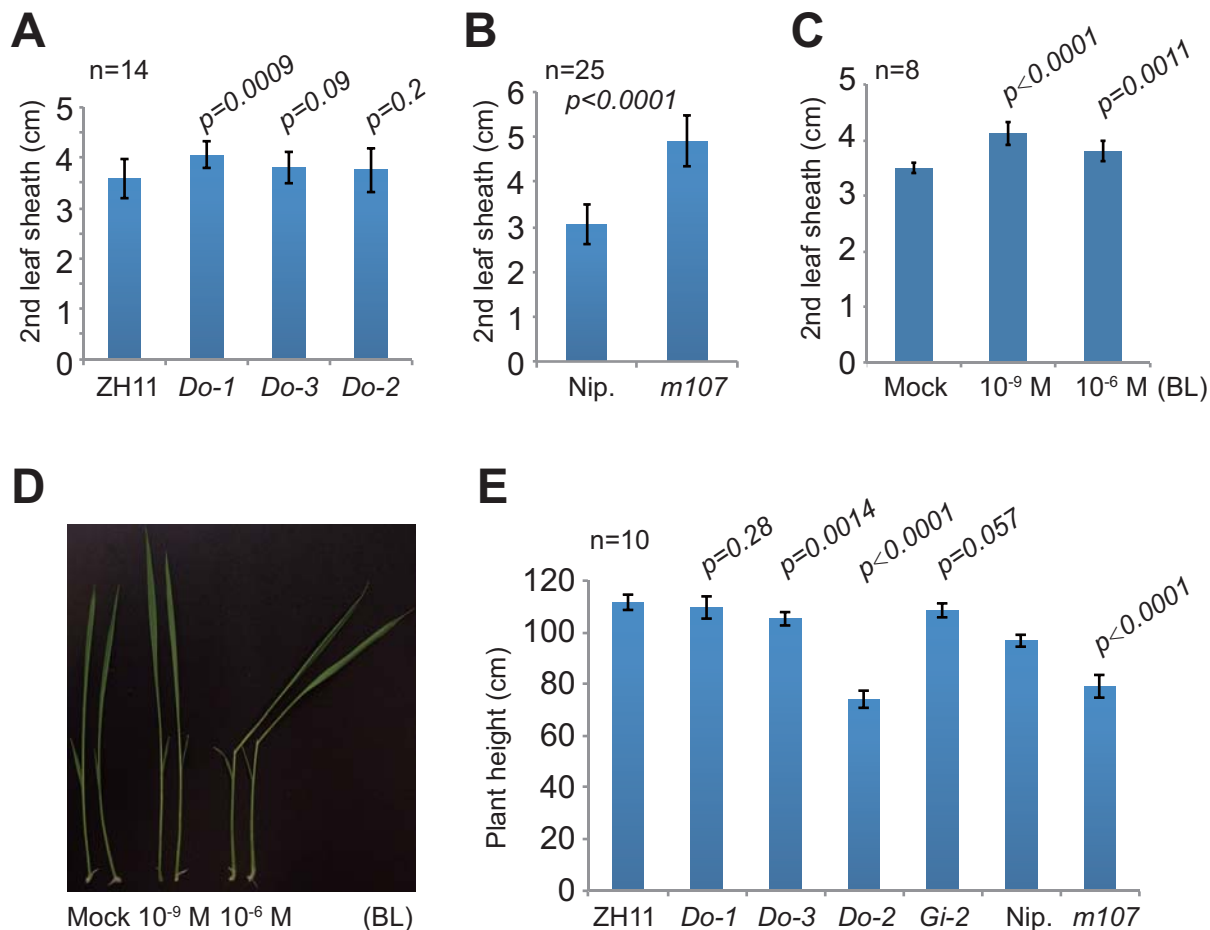 A
n=14
p=0.0009
p=0.09
p=0.2
2nd leaf sheath (cm)
5
4
3
2
1
0
ZH11 Do-1 Do-3 Do-2
B
n=25
p<0.0001
2nd leaf sheath (cm)
6
5
4
3
2
1
0
Nip. m107
C
n=8
p<0.0001
p=0.0011
2nd leaf sheath (cm)
5
4
3
2
1
0
Mock 10⁻⁹ M 10⁻⁶ M (BL)
D
Mock 10⁻⁹ M 10⁻⁶ M (BL)
E
n=10
p=0.28
p=0.0014
p<0.0001
p=0.057
p<0.0001
Plant height (cm)
120
100
80
60
40
20
0
ZH11 Do-1 Do-3 Do-2 Gi-2 Nip. m107